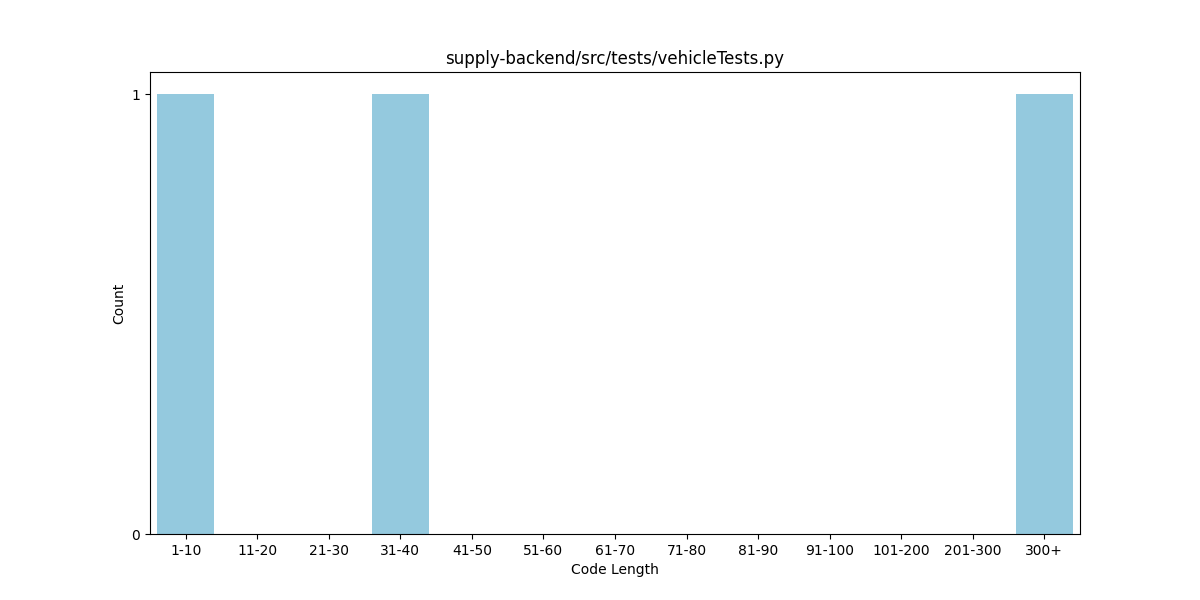 supply-backend/src/tests/vehicleTests.py
1
Count
0
1-10 11-20 21-30 31-40 41-50 51-60 61-70 71-80 81-90 91-100 101-200 201-300 300+
Code Length